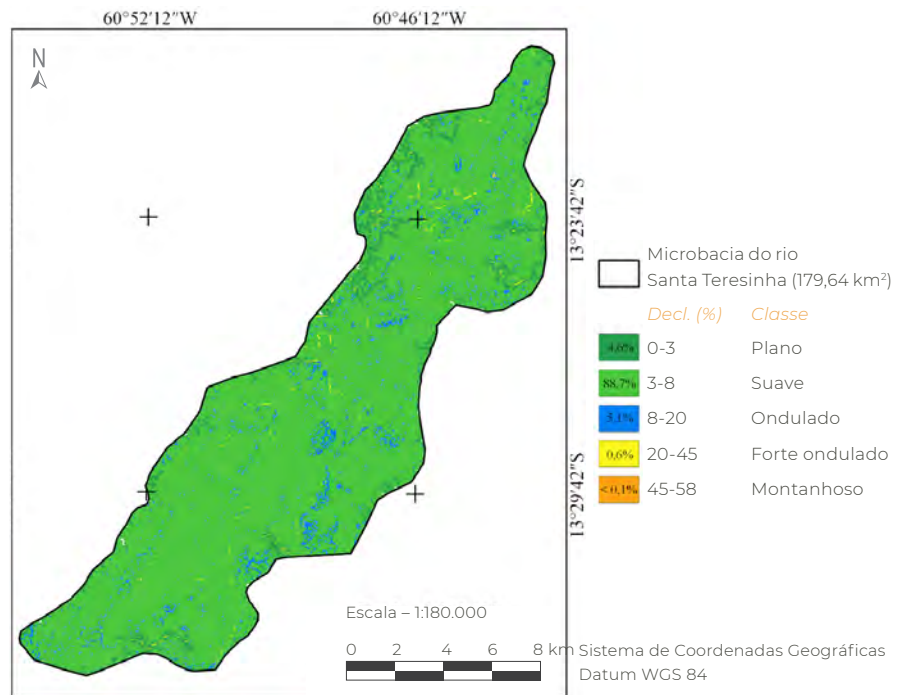 60°52'12"W 60°46'12"W
N
13°23'42"S
Microbacia do rio
Santa Teresinha (179,64 km²)
Decl. (%) Classe
0-3 Plano
88,7% 3-8 Suave
8-20 Ondulado
0,6% 20-45 Forte ondulado
<0,1% 45-58 Montanhoso
13°29'42"S
Escala – 1:180.000
0 2 4 6 8 km
Sistema de Coordenadas Geográficas
Datum WGS 84